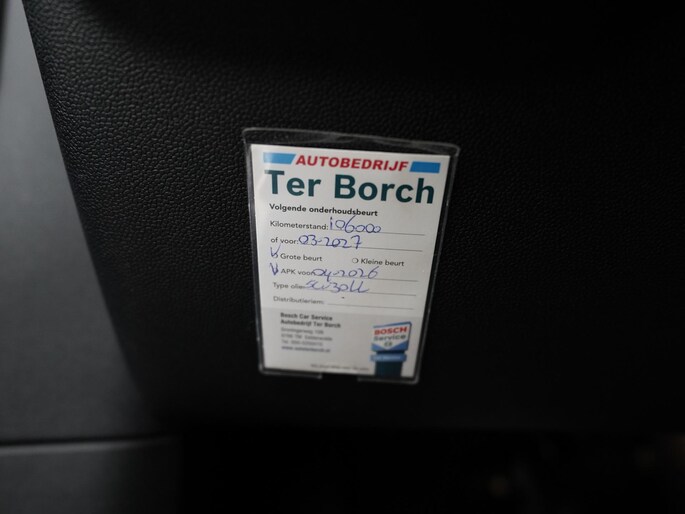 AUTOBEDRIJF
Ter Borch
Volgende onderhoudsbeurt
Kilometerstand: 106000
of voor: 03-2027
Grote beurt Kleine beurt
APK voor 04-2026
Type olie:
Distributieriem:
Bosch Car Service
Autobedrijf Ter Borch
BOSCH
Service